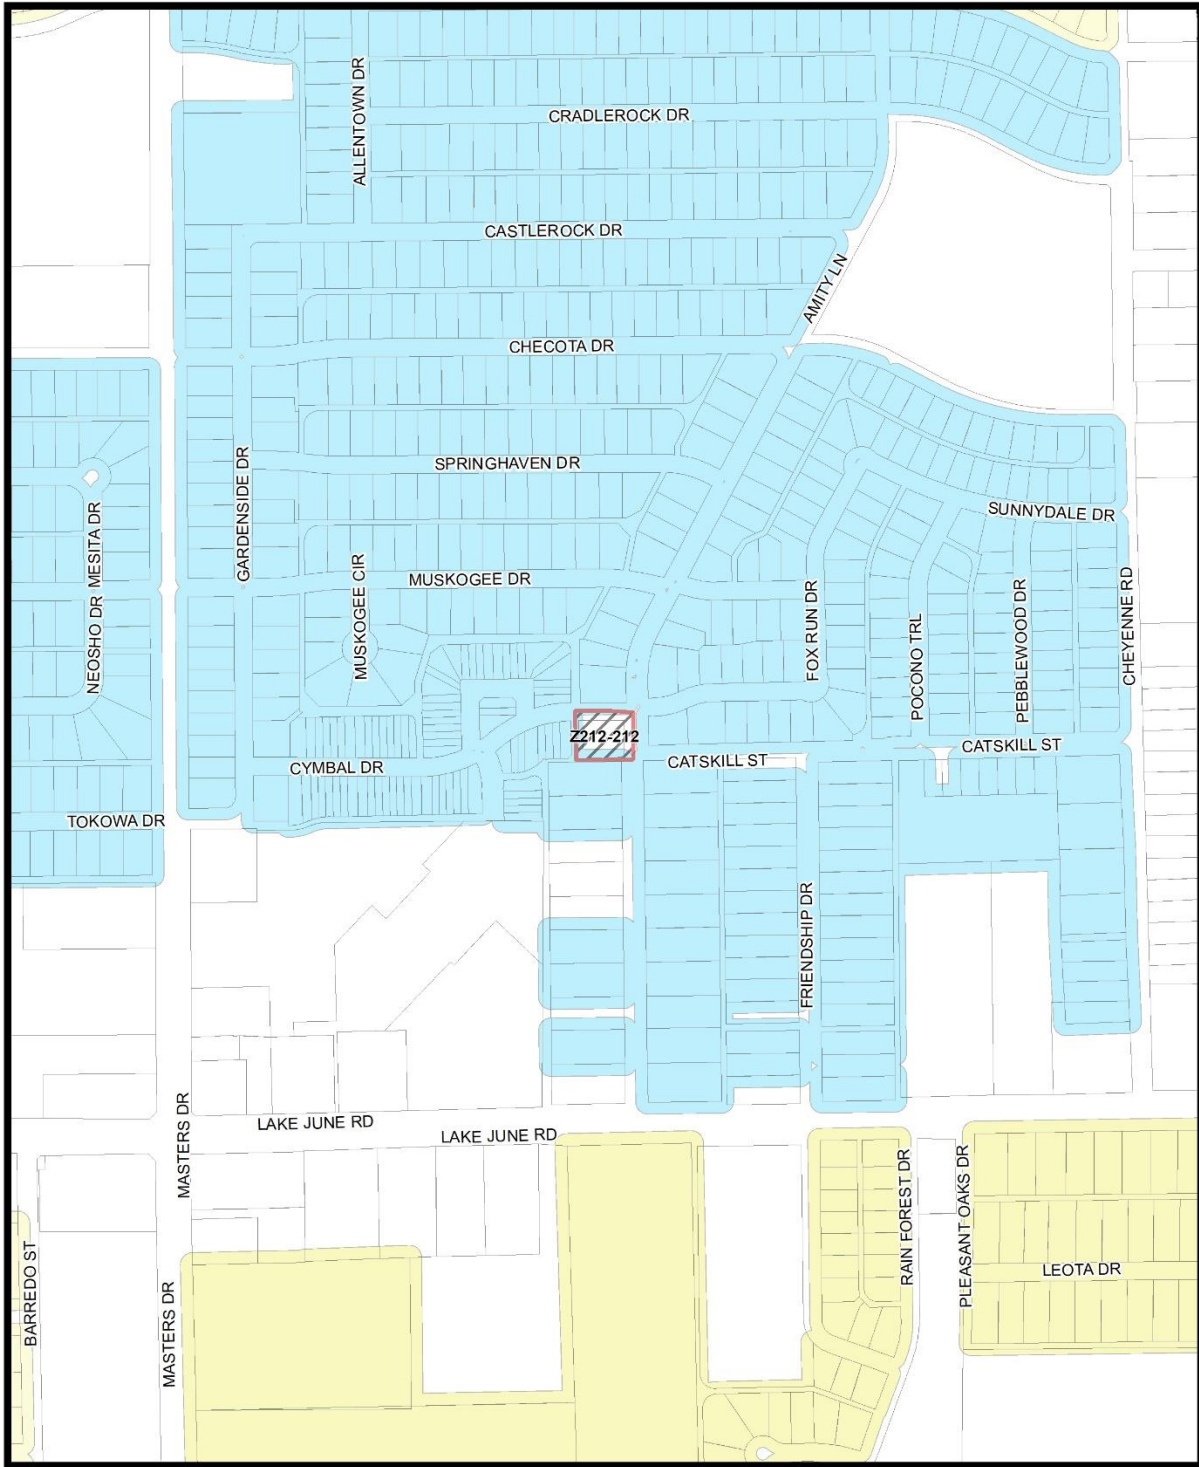 ALLENTOWN DR
CRADLEROCK DR
CASTLEROCK DR
AMITY LN
CHECOTA DR
GARDENSIDE DR
SPRINGHAVEN DR
SUNNYDALE DR
MESITA DR
NEOSHO DR
MUSKOGEE CIR
MUSKOGEE DR
FOX RUN DR
POCONO TRL
PEBBLEWOOD DR
CHEYENNE RD
Z212-212
CATSKILL ST
CATSKILL ST
CYMBAL DR
TOKOWA DR
FRIENDSHIP DR
MASTERS DR
LAKE JUNE RD
LAKE JUNE RD
BARREDO ST
MASTERS DR
RAIN FOREST DR
PLEASANT OAKS DR
LEOTA DR